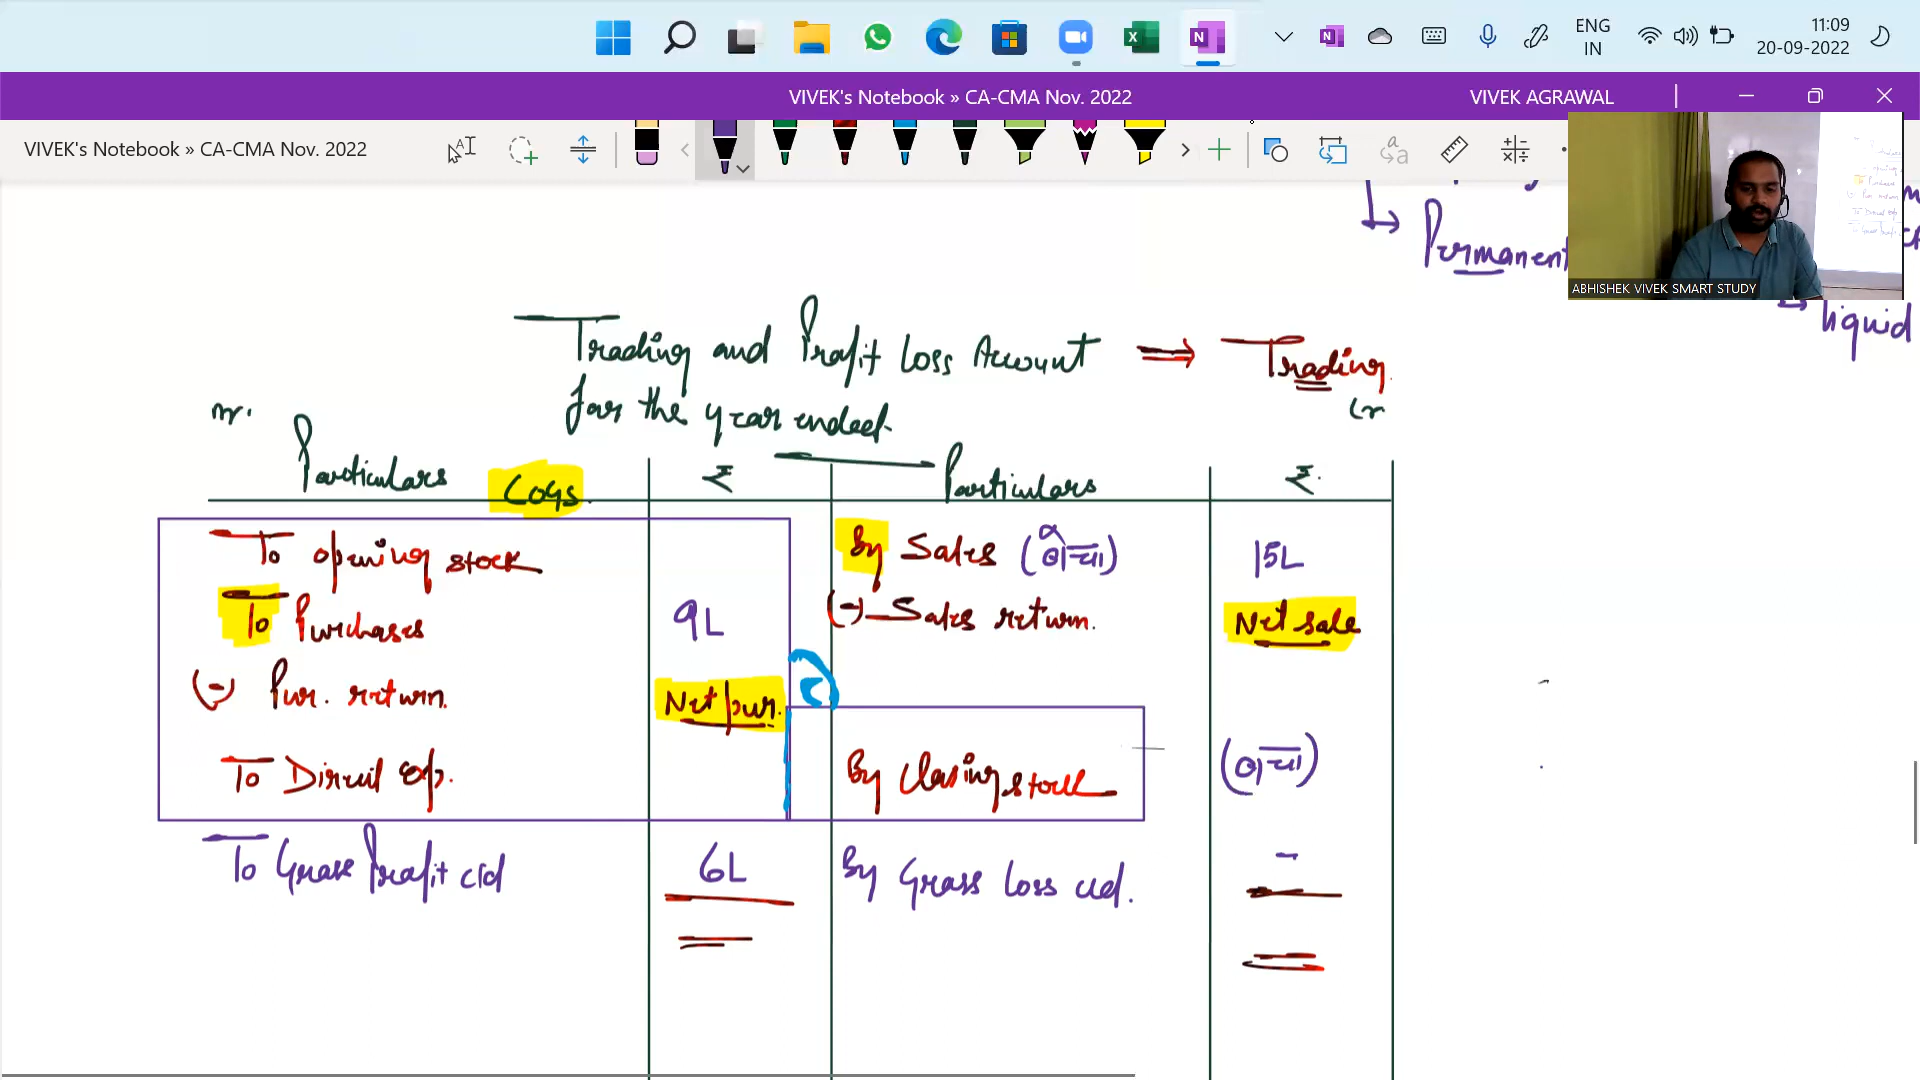 11:09
ENG
IN
20-09-2022
VIVEK's Notebook » CA-CMA Nov. 2022
VIVEK AGRAWAL
VIVEK's Notebook » CA-CMA Nov. 2022
ABHISHEK VIVEK SMART STUDY
Permanent
liquid
Trading and Profit Loss Account ⇒ Trading
for the year ended
Particulars COGS ₹ Particulars ₹.
To opening stock By Sales (बेचा) 15L
To Purchases 9L (-) Sales return. Net sale
(-) Pur. return. Net pur.
To Direct Exp. By Closing stock (बचा)
To Gross Profit c/d 6L By Gross Loss c/d. -